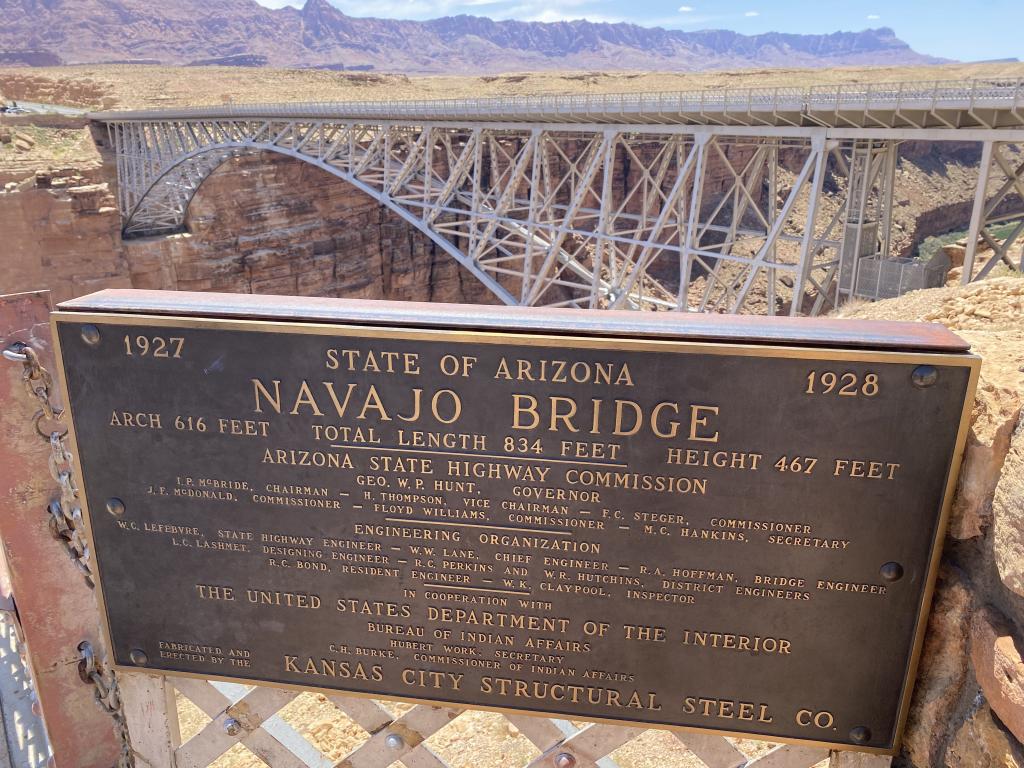 1927 STATE OF ARIZONA 1928
NAVAJO BRIDGE
ARCH 616 FEET TOTAL LENGTH 834 FEET HEIGHT 467 FEET
ARIZONA STATE HIGHWAY COMMISSION
GEO. W. P. HUNT, GOVERNOR
I. P. McBRIDE, CHAIRMAN — H. THOMPSON, VICE CHAIRMAN — F.C. STEGER, COMMISSIONER
J. F. McDONALD, COMMISSIONER — FLOYD WILLIAMS, COMMISSIONER — M.C. HANKINS, SECRETARY
ENGINEERING ORGANIZATION
W.C. LEFEBVRE, STATE HIGHWAY ENGINEER — W.W. LANE, CHIEF ENGINEER — R.A. HOFFMAN, BRIDGE ENGINEER
L.C. LASHMET, DESIGNING ENGINEER — R.C. PERKINS AND W.R. HUTCHINS, DISTRICT ENGINEERS
R.C. BOND, RESIDENT ENGINEER — W.K. CLAYPOOL, INSPECTOR
IN COOPERATION WITH
THE UNITED STATES DEPARTMENT OF THE INTERIOR
BUREAU OF INDIAN AFFAIRS
HUBERT WORK, SECRETARY
C.H. BURKE, COMMISSIONER OF INDIAN AFFAIRS
FABRICATED AND
ERECTED BY THE
KANSAS CITY STRUCTURAL STEEL CO.